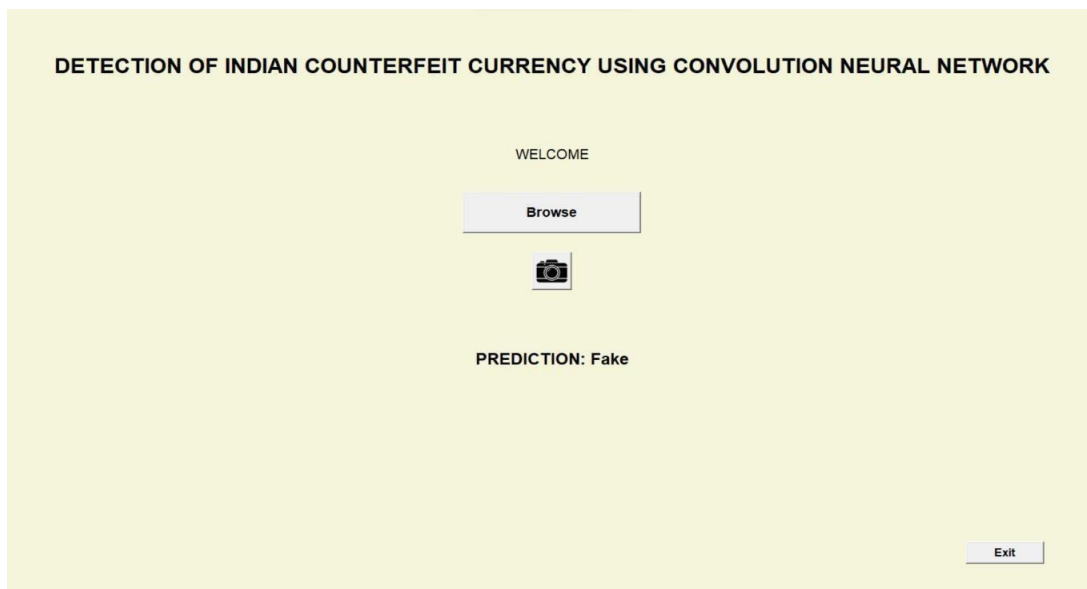 DETECTION OF INDIAN COUNTERFEIT CURRENCY USING CONVOLUTION NEURAL NETWORK
WELCOME
Browse
PREDICTION: Fake
Exit